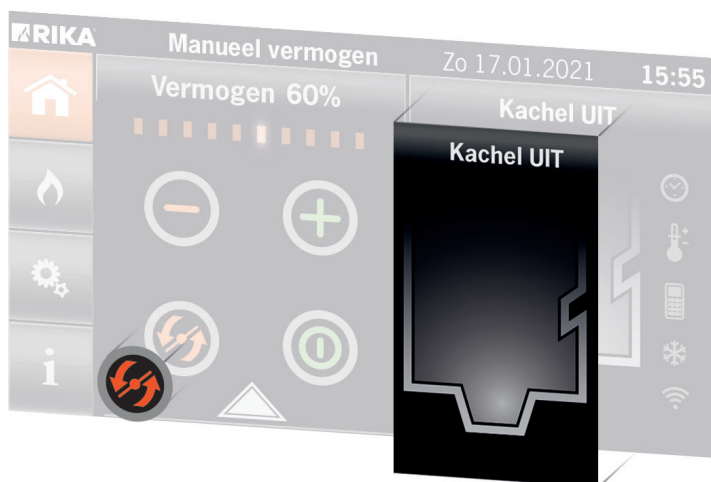 RIKA
Manueel vermogen
Zo 17.01.2021
15:55
Vermogen 60%
Kachel UIT
Kachel UIT
i